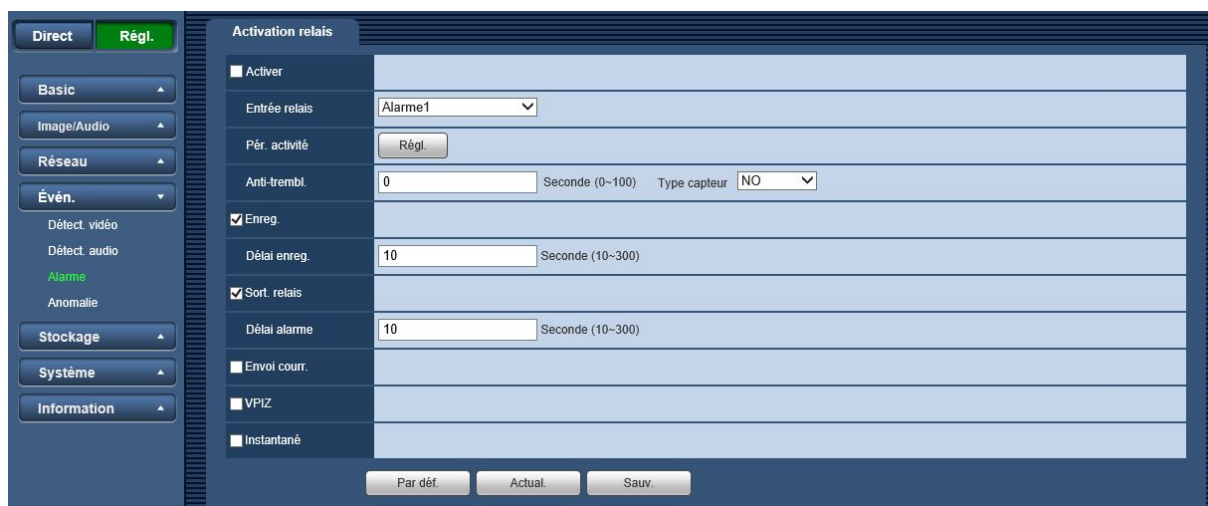 Direct Régl.
Basic
Image/Audio
Réseau
Évén.
Détect. vidéo
Détect. audio
Alarme
Anomalie
Stockage
Système
Information
Activation relais
Activer
Entrée relais Alarme1
Pér. activité Régl.
Anti-trembl. 0 Seconde (0~100) Type capteur NO
Enreg.
Délai enreg. 10 Seconde (10~300)
Sort. relais
Délai alarme 10 Seconde (10~300)
Envoi courr.
VPIZ
Instantané
Par déf. Actual. Sauv.